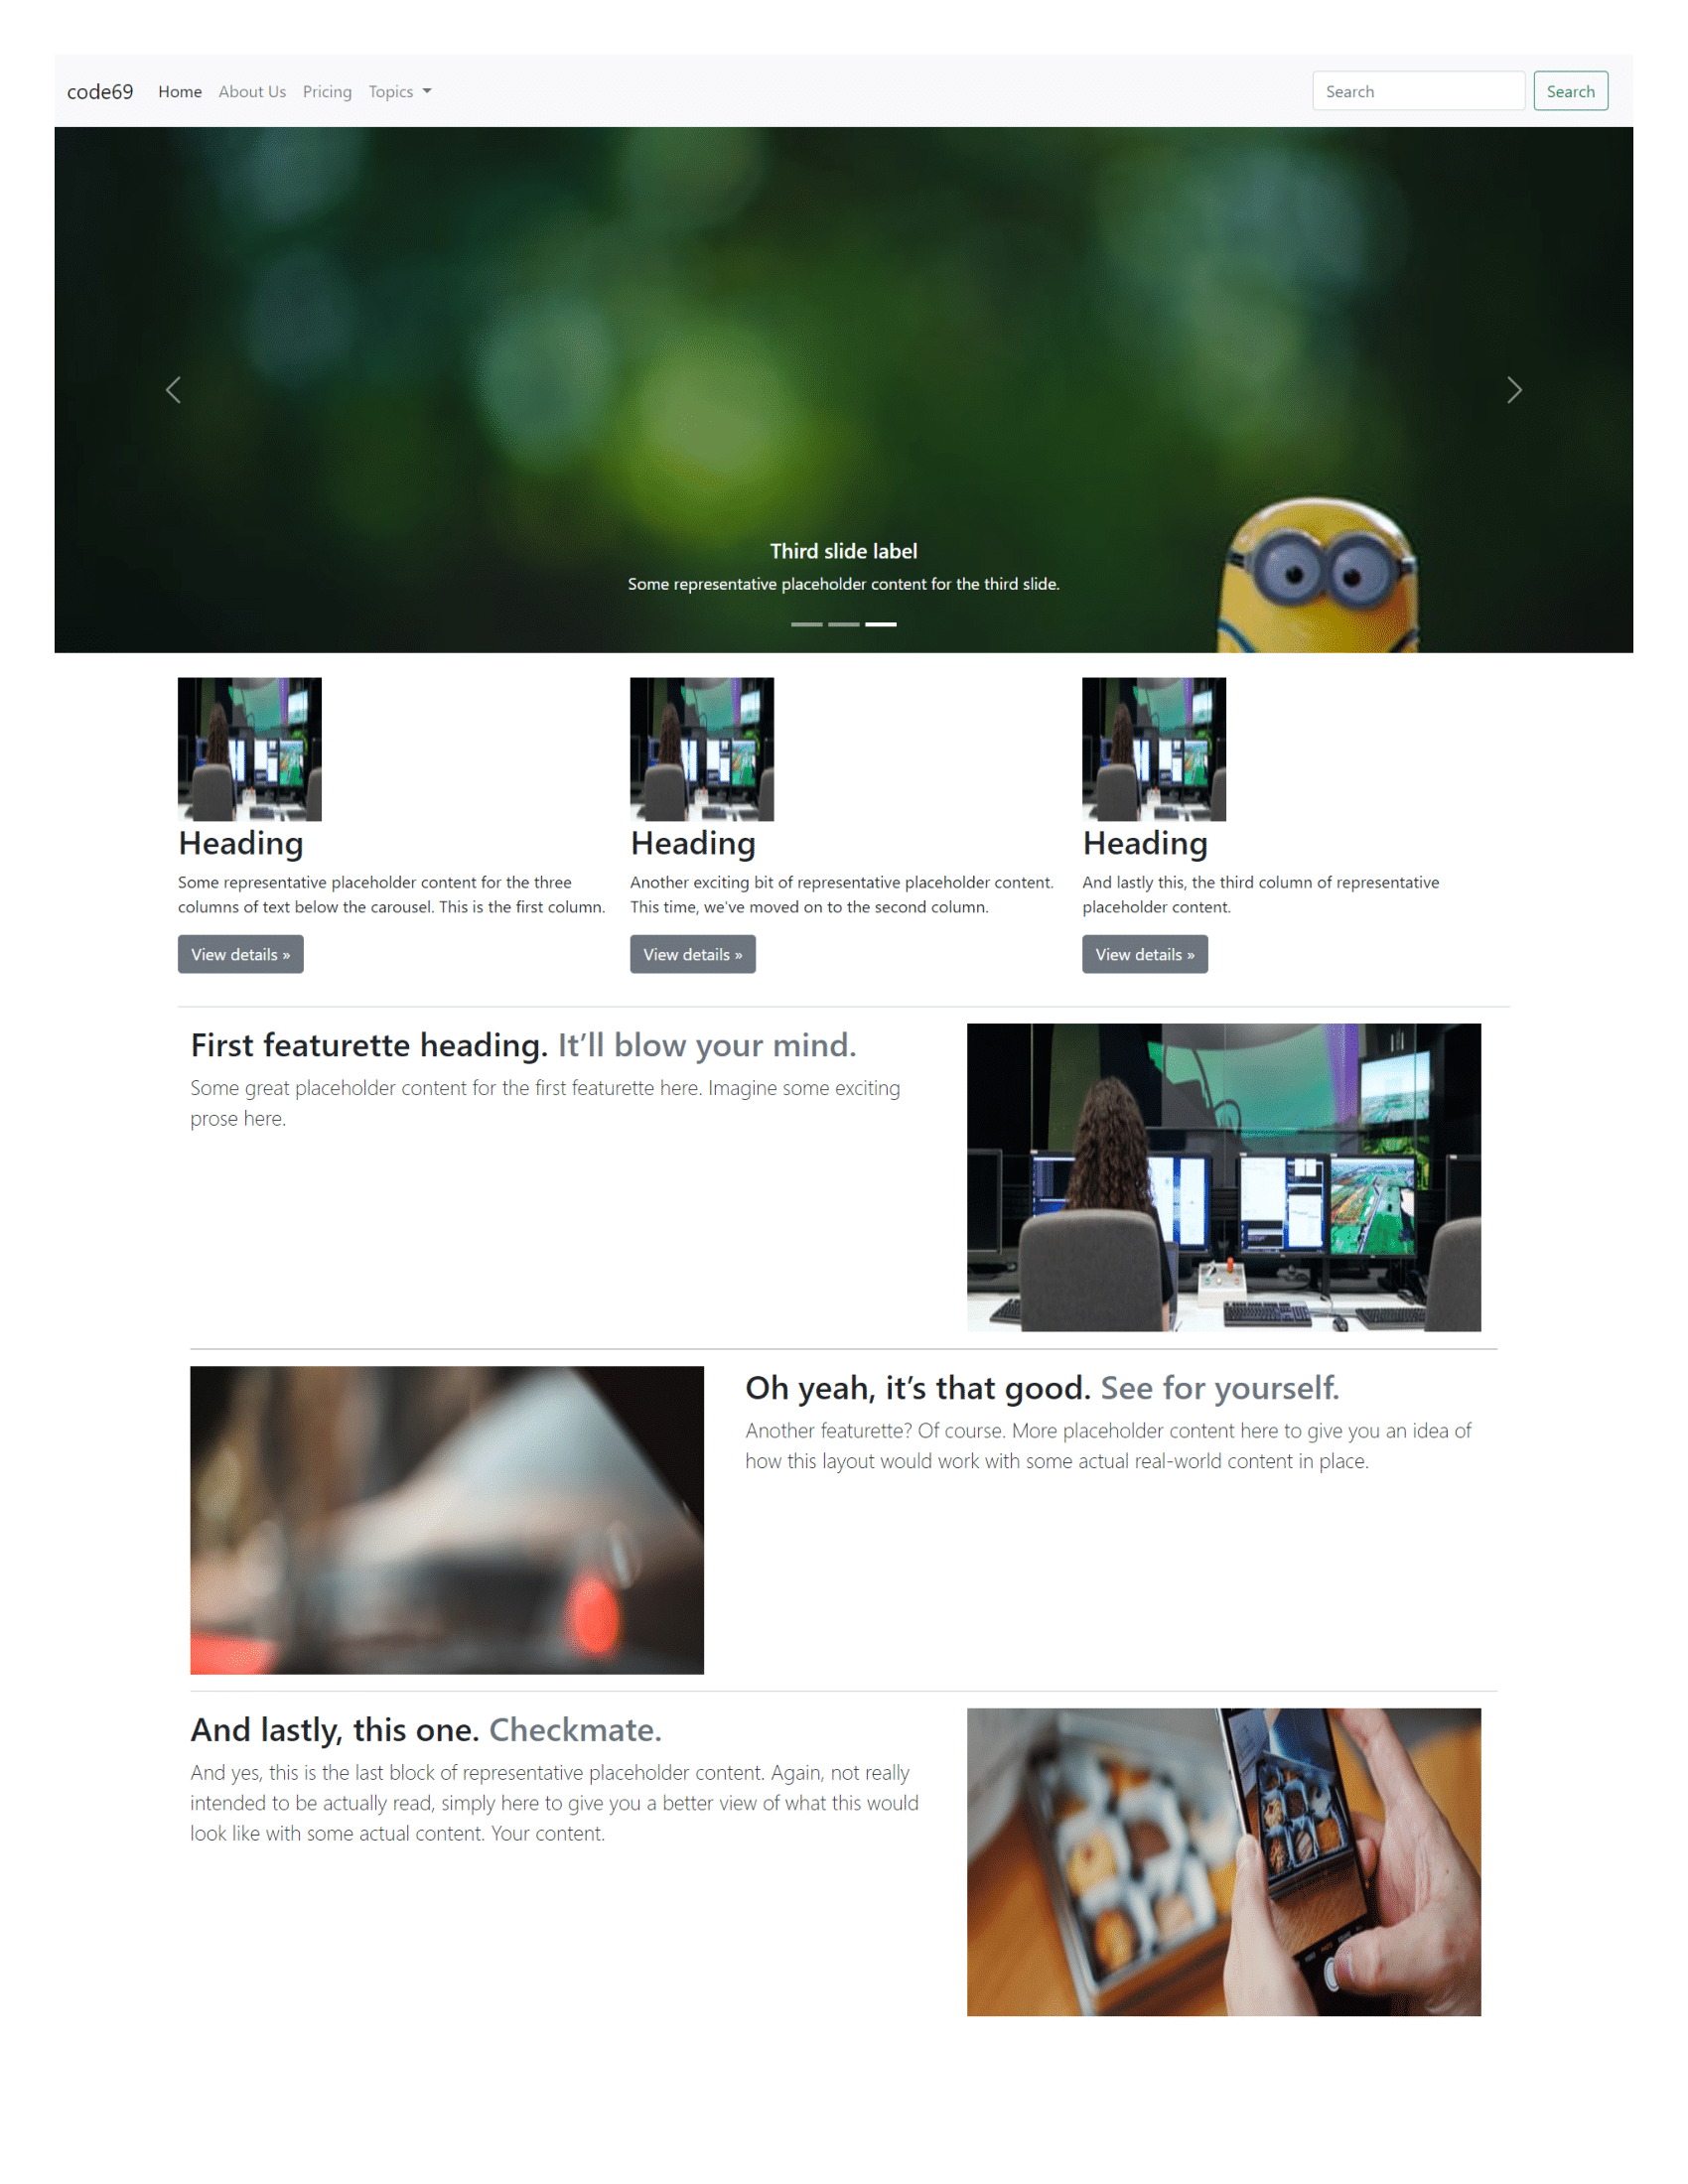 code69 Home About Us Pricing Topics Search Search
Third slide label
Some representative placeholder content for the third slide.
Heading
Some representative placeholder content for the three
columns of text below the carousel. This is the first column.
View details »
Heading
Another exciting bit of representative placeholder content.
This time, we've moved on to the second column.
View details »
Heading
And lastly this, the third column of representative
placeholder content.
View details »
First featurette heading. It’ll blow your mind.
Some great placeholder content for the first featurette here. Imagine some exciting
prose here.
Oh yeah, it’s that good. See for yourself.
Another featurette? Of course. More placeholder content here to give you an idea of
how this layout would work with some actual real-world content in place.
And lastly, this one. Checkmate.
And yes, this is the last block of representative placeholder content. Again, not really
intended to be actually read, simply here to give you a better view of what this would
look like with some actual content. Your content.